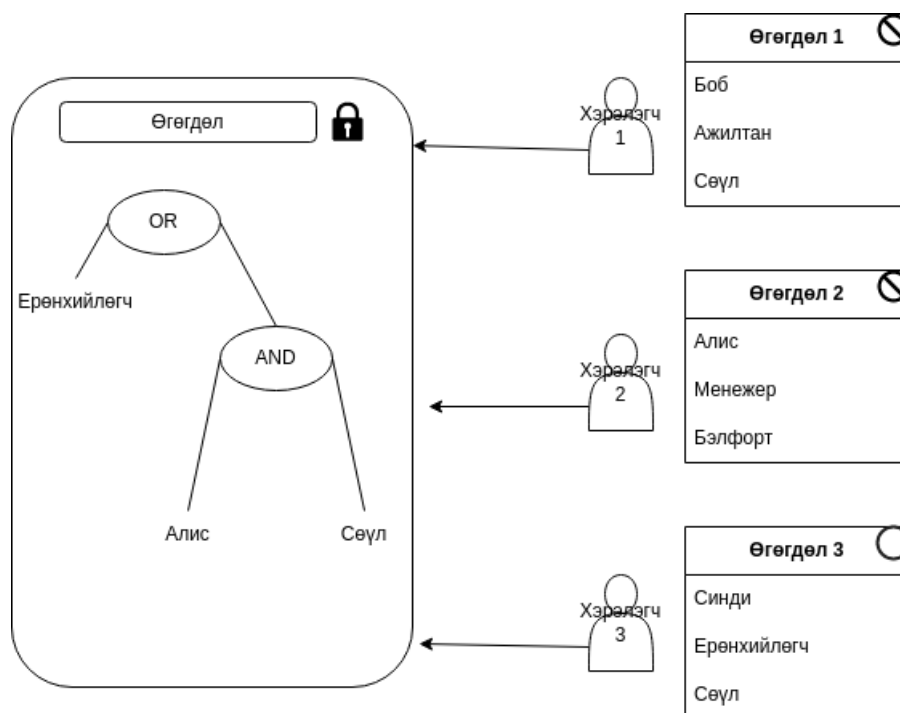 Өгөгдөл
OR
Ерөнхийлөгч
AND
Алис
Сөүл
Хэрэлэгч
1
Өгөгдөл 1
Боб
Ажилтан
Сөүл
Хэрэлэгч
2
Өгөгдөл 2
Алис
Менежер
Бэлфорт
Хэрэлэгч
3
Өгөгдөл 3
Синди
Ерөнхийлөгч
Сөүл